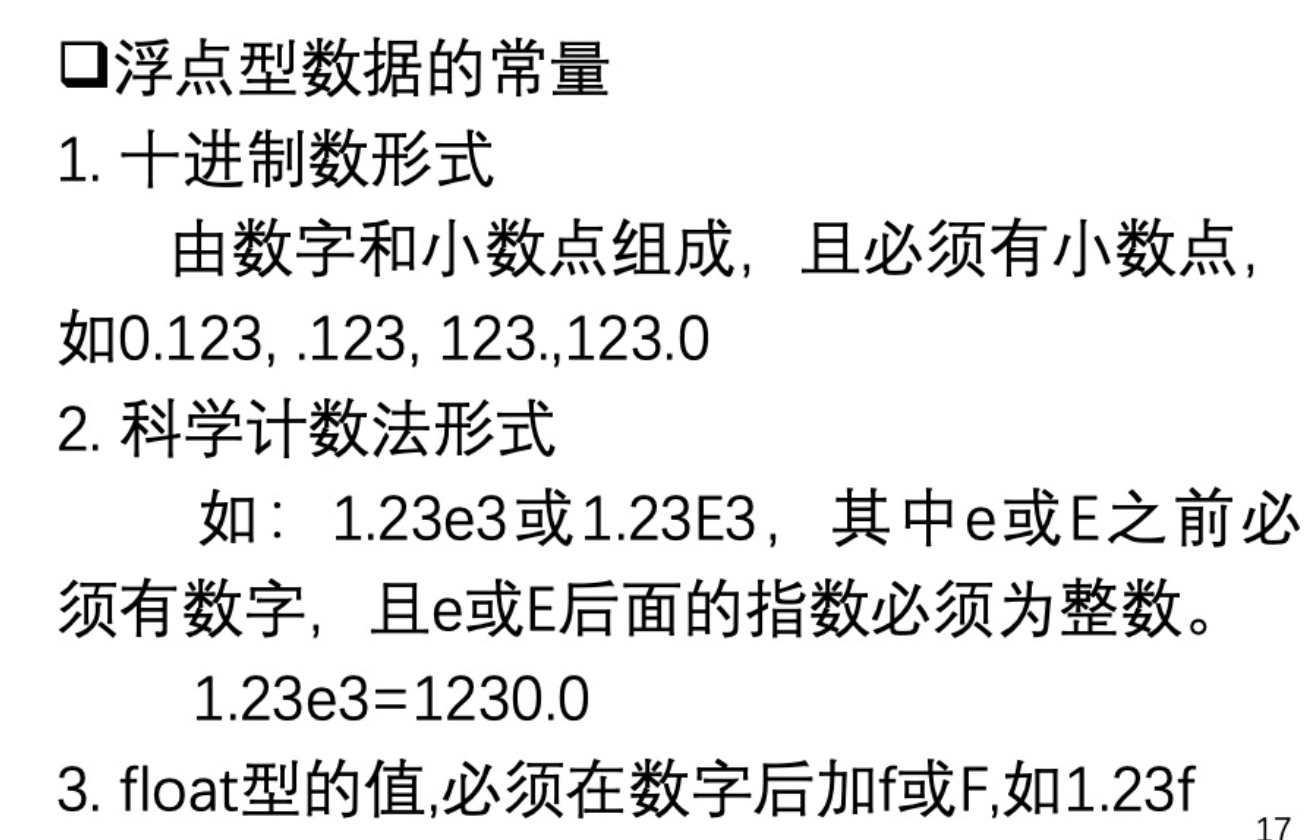 ❑浮点型数据的常量
1. 十进制数形式
由数字和小数点组成，且必须有小数点，
如0.123, .123, 123.,123.0
2. 科学计数法形式
如：1.23e3或1.23E3，其中e或E之前必
须有数字，且e或E后面的指数必须为整数。
1.23e3=1230.0
3. float型的值,必须在数字后加f或F,如1.23f
17